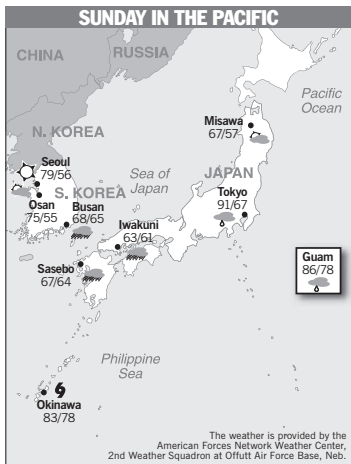 SUNDAY IN THE PACIFIC
CHINA
RUSSIA
Pacific
Ocean
Misawa
67/57
N. KOREA
Seoul
79/56
Sea of
Japan
JAPAN
S. KOREA
Osan
75/55
Busan
68/65
Tokyo
91/67
Iwakuni
63/61
Sasebo
67/64
Guam
86/78
Philippine
Sea
Okinawa
83/78
The weather is provided by the
American Forces Network Weather Center,
2nd Weather Squadron at Offutt Air Force Base, Neb.